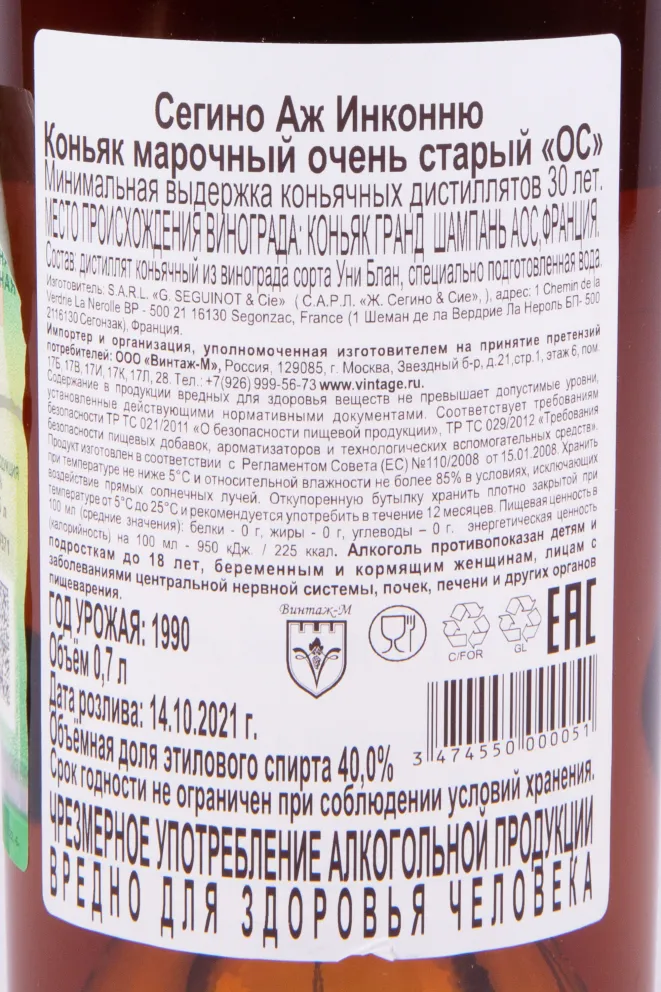 Сегино Аж Инконню
Коньяк марочный очень старый «ОС»
Минимальная выдержка коньячных дистиллятов 30 лет.
МЕСТО ПРОИСХОЖДЕНИЯ ВИНОГРАДА: КОНЬЯК ГРАНД ШАМПАНЬ АОС, ФРАНЦИЯ.
Состав: дистиллят коньячный из винограда сорта Уни Блан, специально подготовленная вода
Изготовитель: S.A.R.L. «G. SEGUINOT & Cie» (С.А.Р.Л. «Ж. Сегино & Сие», ), адрес: 1 Chemin de la
Verdrie La Nerolle BP - 500 21 16130 Segonzac, France (1 Шеман де ла Вердрие Ла Нероль БП- 500
2116130 Сегонзак), Франция.
Импортер и организация, уполномоченная изготовителем на принятие претензий
потребителей: ООО «Винтаж-М», Россия, 129085, г. Москва, Звездный б-р, д.21,стр.1, этаж 6, пом.
17Б, 17В, 17И, 17К, 17Л, 28. Тел.: +7(926) 999-56-73 www.vintage.ru.
Содержание в продукции вредных для здоровья веществ не превышает допустимые уровни,
установленные действующими нормативными документами. Соответствует требованиям
безопасности ТР ТС 021/2011 «О безопасности пищевой продукции», ТР ТС 029/2012 «Требования
безопасности пищевых добавок, ароматизаторов и технологических вспомогательных средств».
Продукт изготовлен в соответствии с Регламентом Совета (ЕС) №110/2008 от 15.01.2008. Хранить
при температуре не ниже 5°С и относительной влажности не более 85% в условиях, исключающих
воздействие прямых солнечных лучей. Откупоренную бутылку хранить плотно закрытой при
температуре от 5°С до 25°С и рекомендуется употребить в течение 12 месяцев. Пищевая ценность в
100 мл (средние значения): белки - 0 г, жиры - 0 г, углеводы – 0 г. энергетическая ценность
(калорийность) на 100 мл - 950 кДж. / 225 ккал. Алкоголь противопоказан детям и
подросткам до 18 лет, беременным и кормящим женщинам, лицам с
заболеваниями центральной нервной системы, почек, печени и других органов
пищеварения.
ГОД УРОЖАЯ: 1990
Объём 0,7 л
Дата розлива: 14.10.2021 г.
Объёмная доля этилового спирта 40,0%
Винтаж-М
C/FOR
GL
EAC
3 474550 000051
Срок годности не ограничен при соблюдении условий хранения.
ЧРЕЗМЕРНОЕ УПОТРЕБЛЕНИЕ АЛКОГОЛЬНОЙ ПРОДУКЦИИ
ВРЕДНО ДЛЯ ЗДОРОВЬЯ ЧЕЛОВЕКА